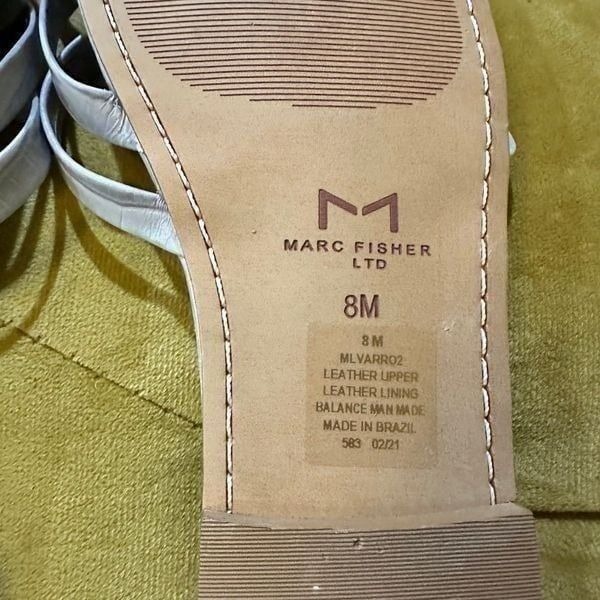 MARC FISHER
LTD
8M
8 M
MLVARRO2
LEATHER UPPER
LEATHER LINING
BALANCE MAN MADE
MADE IN BRAZIL
583 02/21